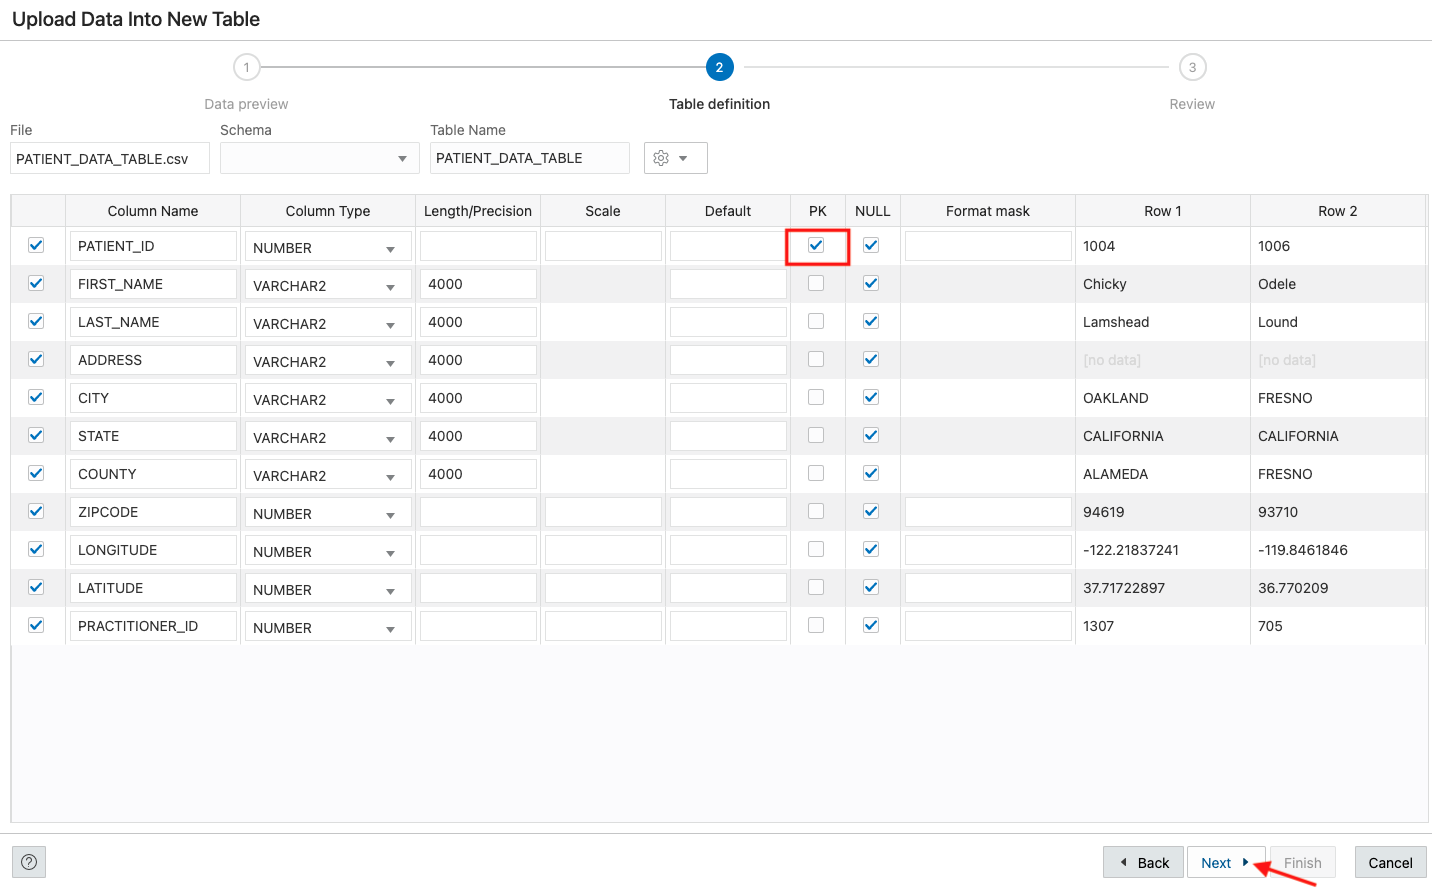 Upload Data Into New Table
1 2 3
Data preview Table definition Review
File Schema Table Name
PATIENT_DATA_TABLE.csv PATIENT_DATA_TABLE
Column Name Column Type Length/Precision Scale Default PK NULL Format mask Row 1 Row 2
PATIENT_ID NUMBER 1004 1006
FIRST_NAME VARCHAR2 4000 Chicky Odele
LAST_NAME VARCHAR2 4000 Lamshead Lound
ADDRESS VARCHAR2 4000 [no data] [no data]
CITY VARCHAR2 4000 OAKLAND FRESNO
STATE VARCHAR2 4000 CALIFORNIA CALIFORNIA
COUNTY VARCHAR2 4000 ALAMEDA FRESNO
ZIPCODE NUMBER 94619 93710
LONGITUDE NUMBER -122.21837241 -119.8461846
LATITUDE NUMBER 37.71722897 36.770209
PRACTITIONER_ID NUMBER 1307 705
? Back Next Finish Cancel